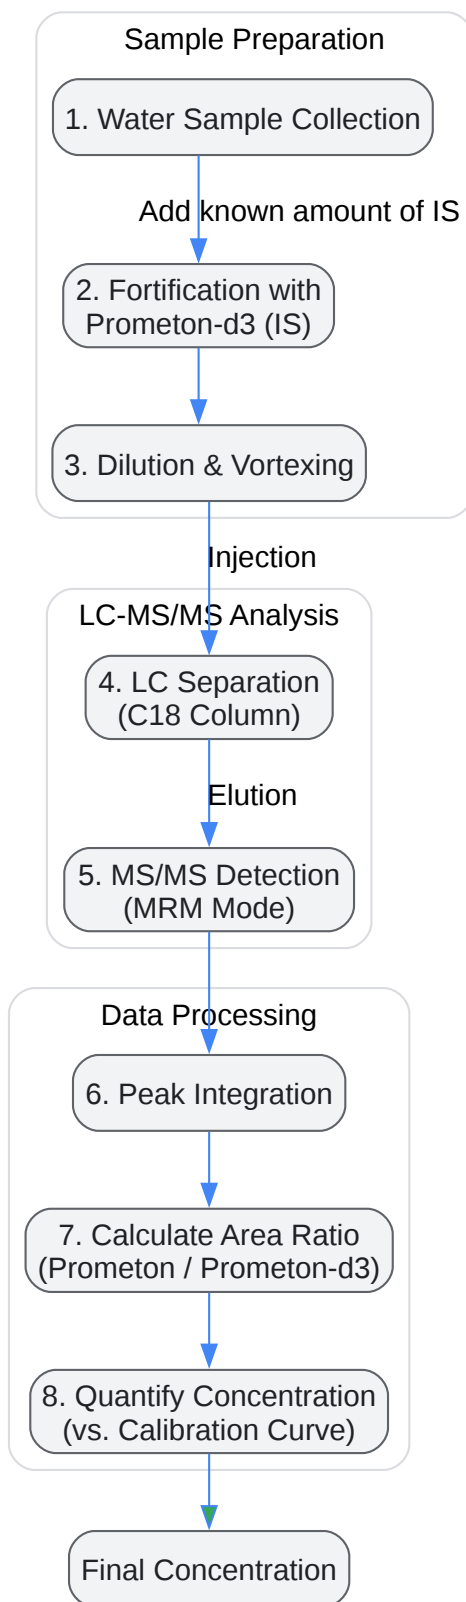 Sample Preparation
1. Water Sample Collection
Add known amount of IS
2. Fortification with
Prometon-d3 (IS)
3. Dilution & Vortexing
Injection
LC-MS/MS Analysis
4. LC Separation
(C18 Column)
Elution
5. MS/MS Detection
(MRM Mode)
Data Processing
6. Peak Integration
7. Calculate Area Ratio
(Prometon / Prometon-d3)
8. Quantify Concentration
(vs. Calibration Curve)
Final Concentration